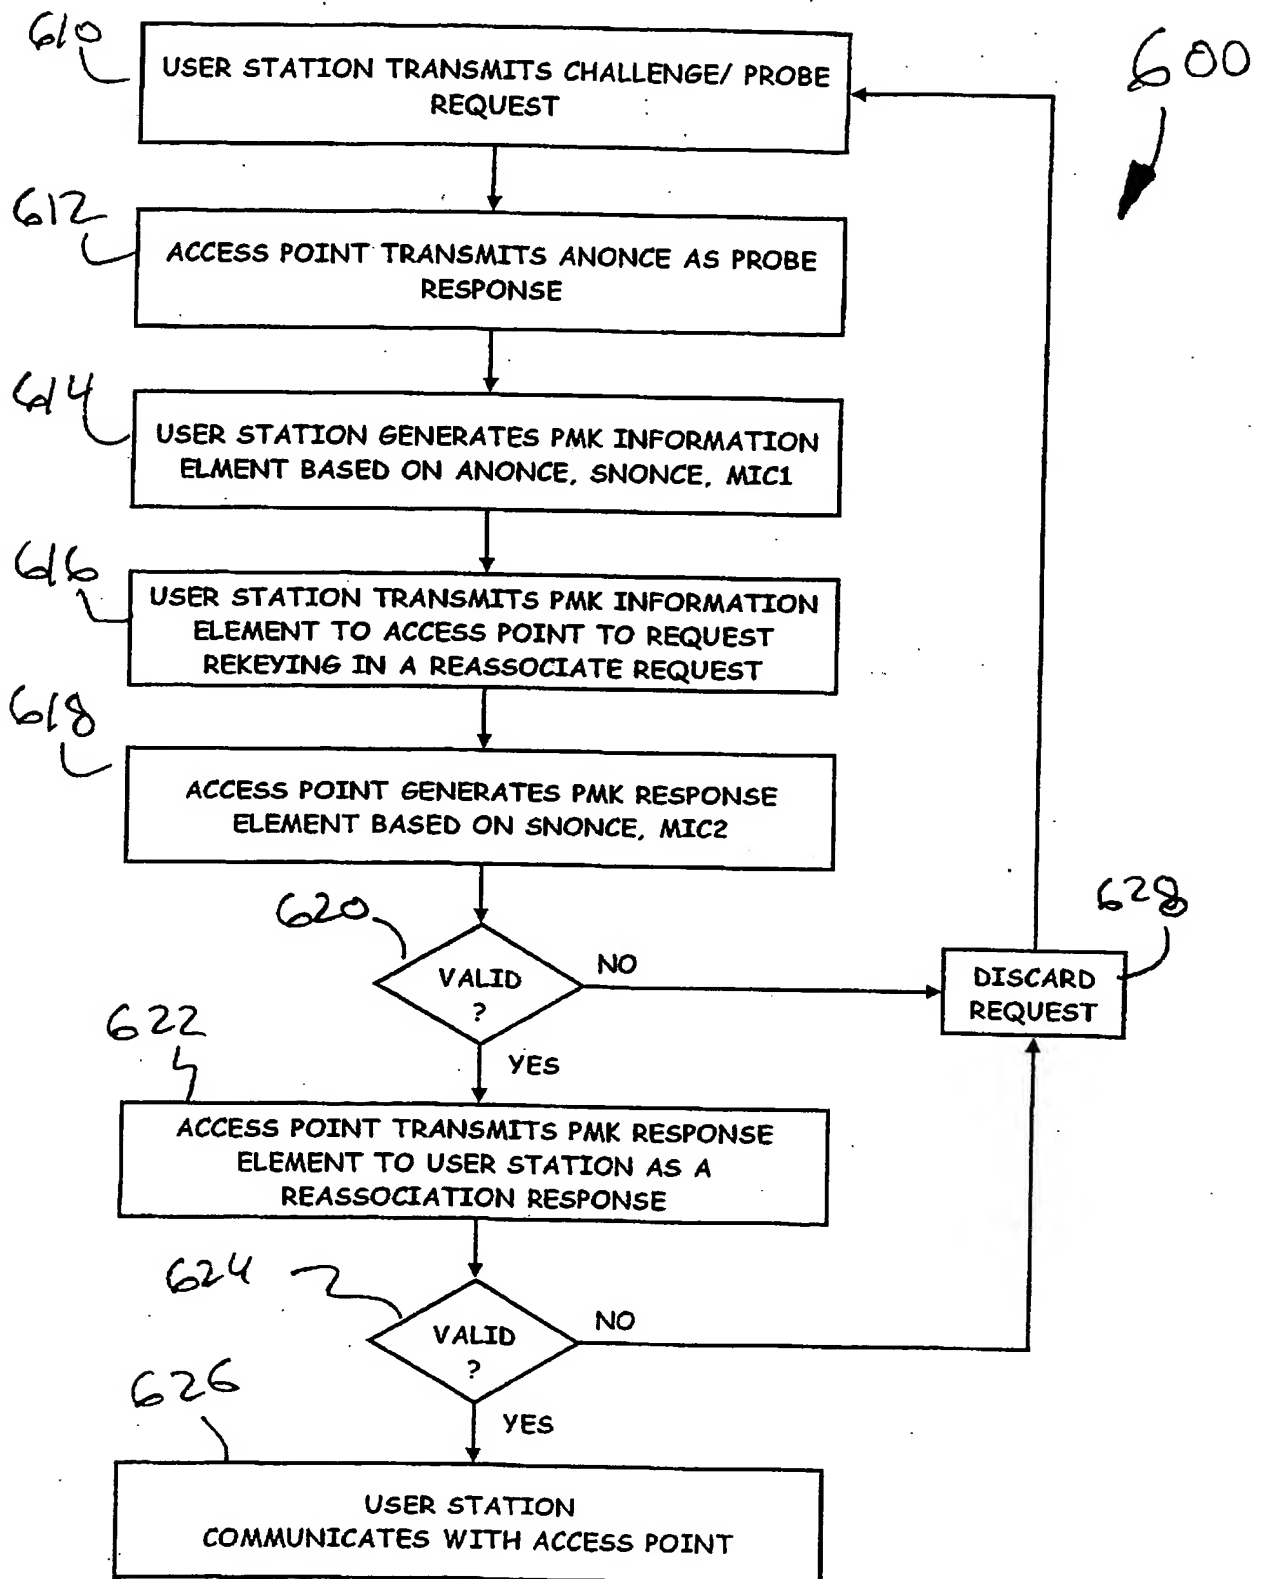 610
600
USER STATION TRANSMITS CHALLENGE/ PROBE
REQUEST
612
ACCESS POINT TRANSMITS ANONCE AS PROBE
RESPONSE
614
USER STATION GENERATES PMK INFORMATION
ELMENT BASED ON ANONCE, SNONCE, MIC1
616
USER STATION TRANSMITS PMK INFORMATION
ELEMENT TO ACCESS POINT TO REQUEST
REKEYING IN A REASSOCIATE REQUEST
618
ACCESS POINT GENERATES PMK RESPONSE
ELEMENT BASED ON SNONCE, MIC2
620
VALID
?
NO
628
DISCARD
REQUEST
YES
622
ACCESS POINT TRANSMITS PMK RESPONSE
ELEMENT TO USER STATION AS A
REASSOCIATION RESPONSE
624
VALID
?
NO
YES
626
USER STATION
COMMUNICATES WITH ACCESS POINT